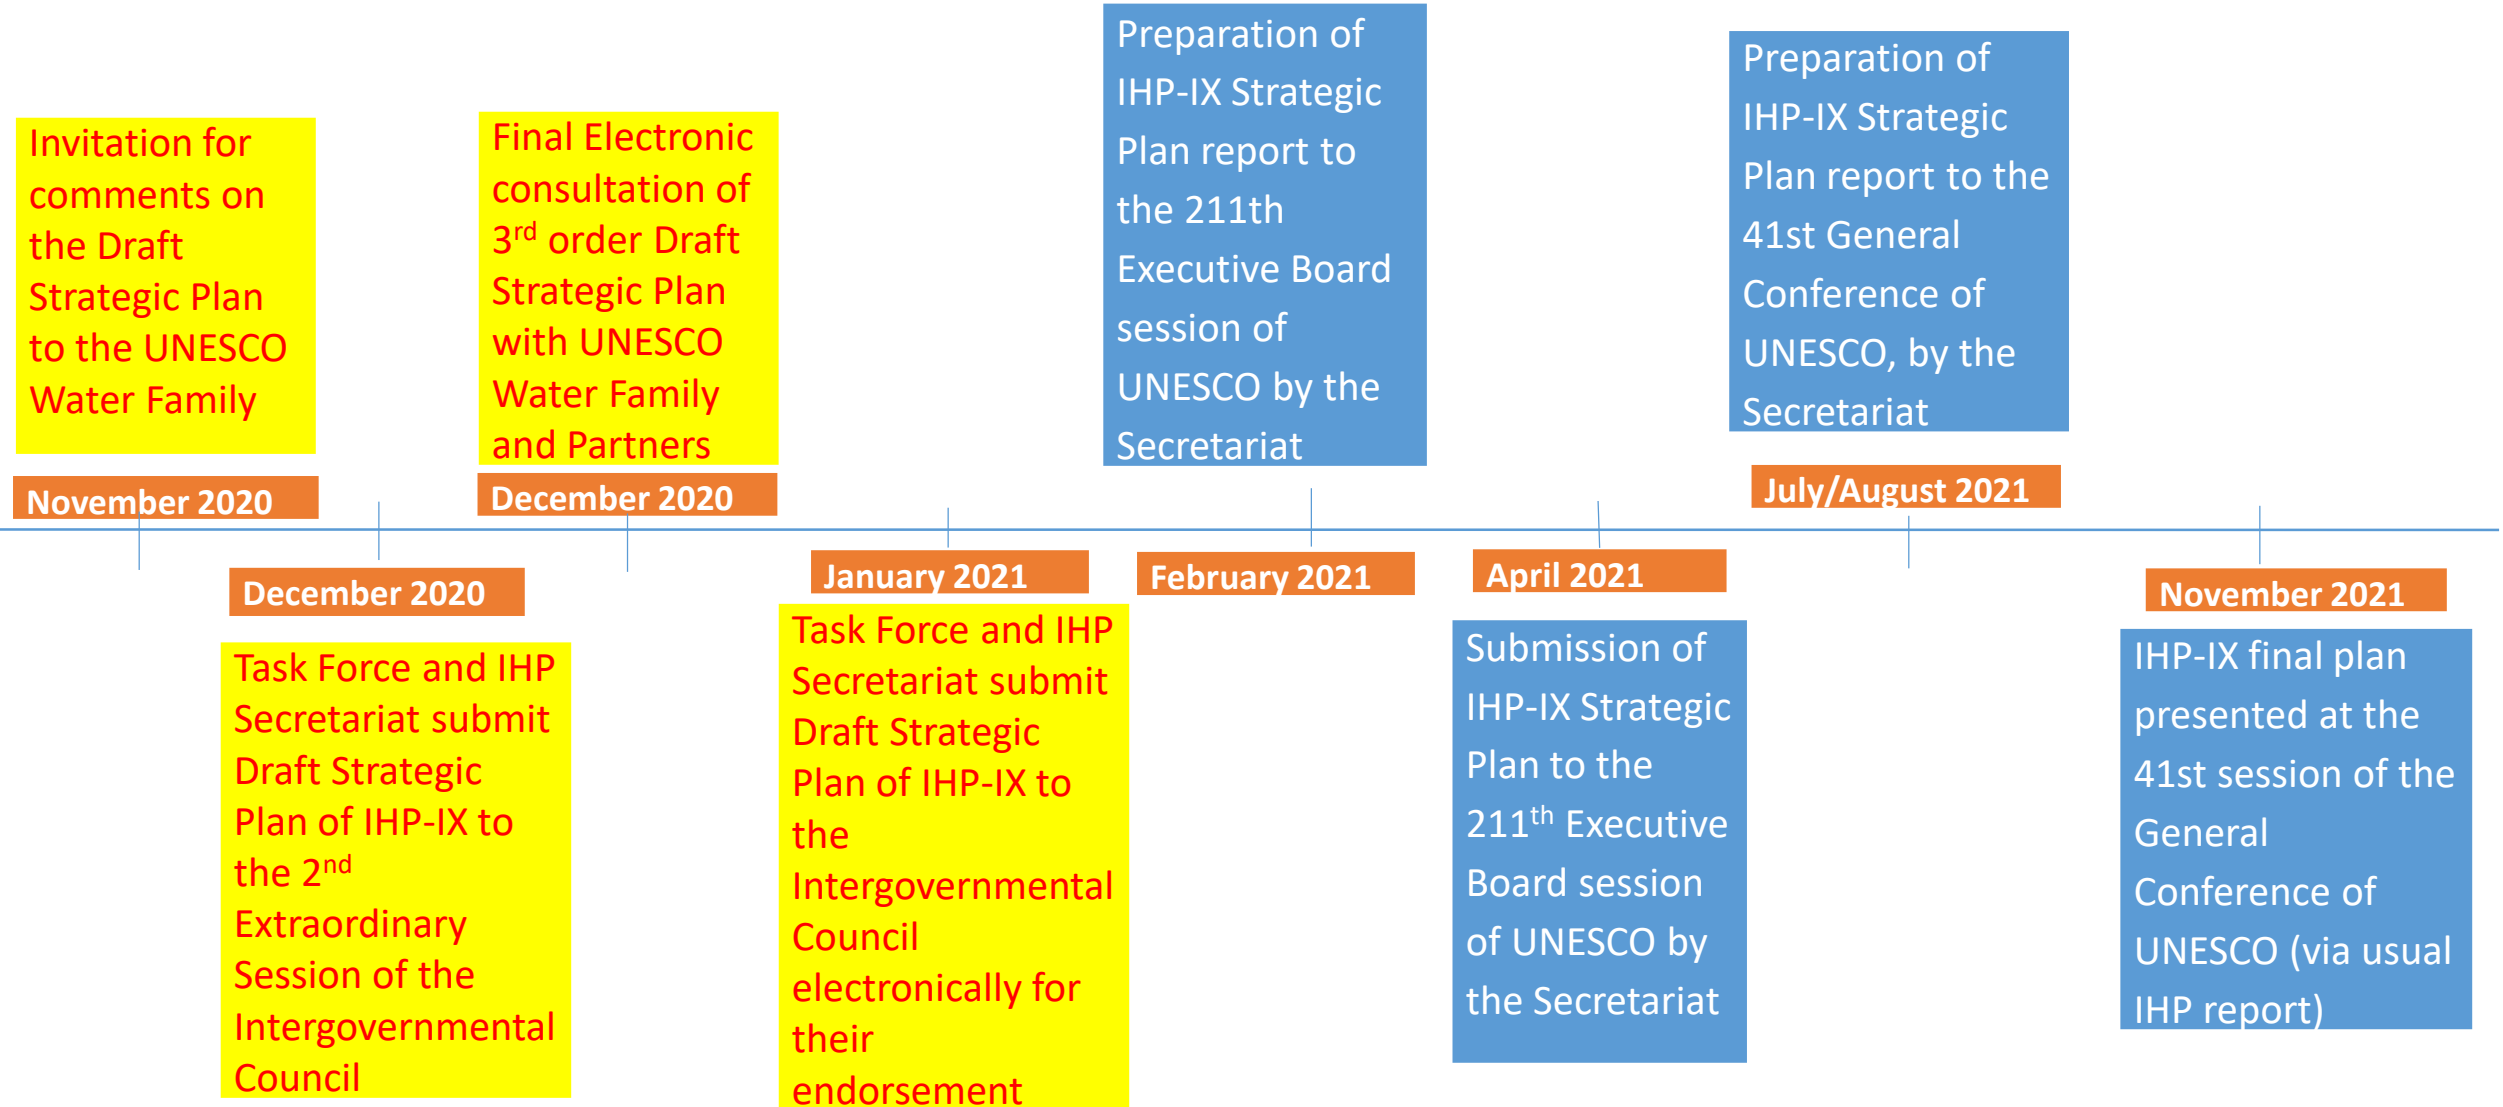 Invitation for
comments on
the Draft
Strategic Plan
to the UNESCO
Water Family
November 2020
December 2020
Task Force and IHP
Secretariat submit
Draft Strategic
Plan of IHP-IX to
the 2nd
Extraordinary
Session of the
Intergovernmental
Council
Final Electronic
consultation of
3rd order Draft
Strategic Plan
with UNESCO
Water Family
and Partners
December 2020
January 2021
Task Force and IHP
Secretariat submit
Draft Strategic
Plan of IHP-IX to
the
Intergovernmental
Council
electronically for
their
endorsement
Preparation of
IHP-IX Strategic
Plan report to
the 211th
Executive Board
session of
UNESCO by the
Secretariat
February 2021
April 2021
Submission of
IHP-IX Strategic
Plan to the
211th Executive
Board session
of UNESCO by
the Secretariat
Preparation of
IHP-IX Strategic
Plan report to the
41st General
Conference of
UNESCO, by the
Secretariat
July/August 2021
November 2021
IHP-IX final plan
presented at the
41st session of the
General
Conference of
UNESCO (via usual
IHP report)